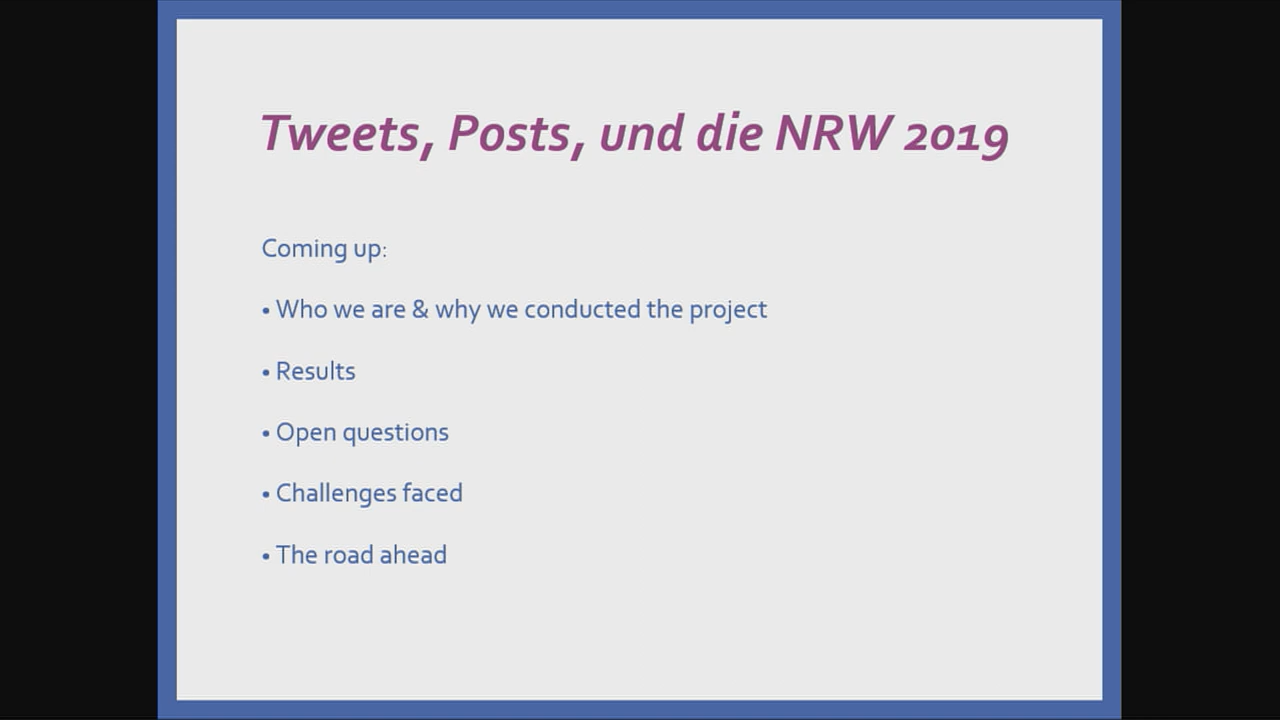 Tweets, Posts, und die NRW 2019
Coming up:
• Who we are & why we conducted the project
• Results
• Open questions
• Challenges faced
• The road ahead